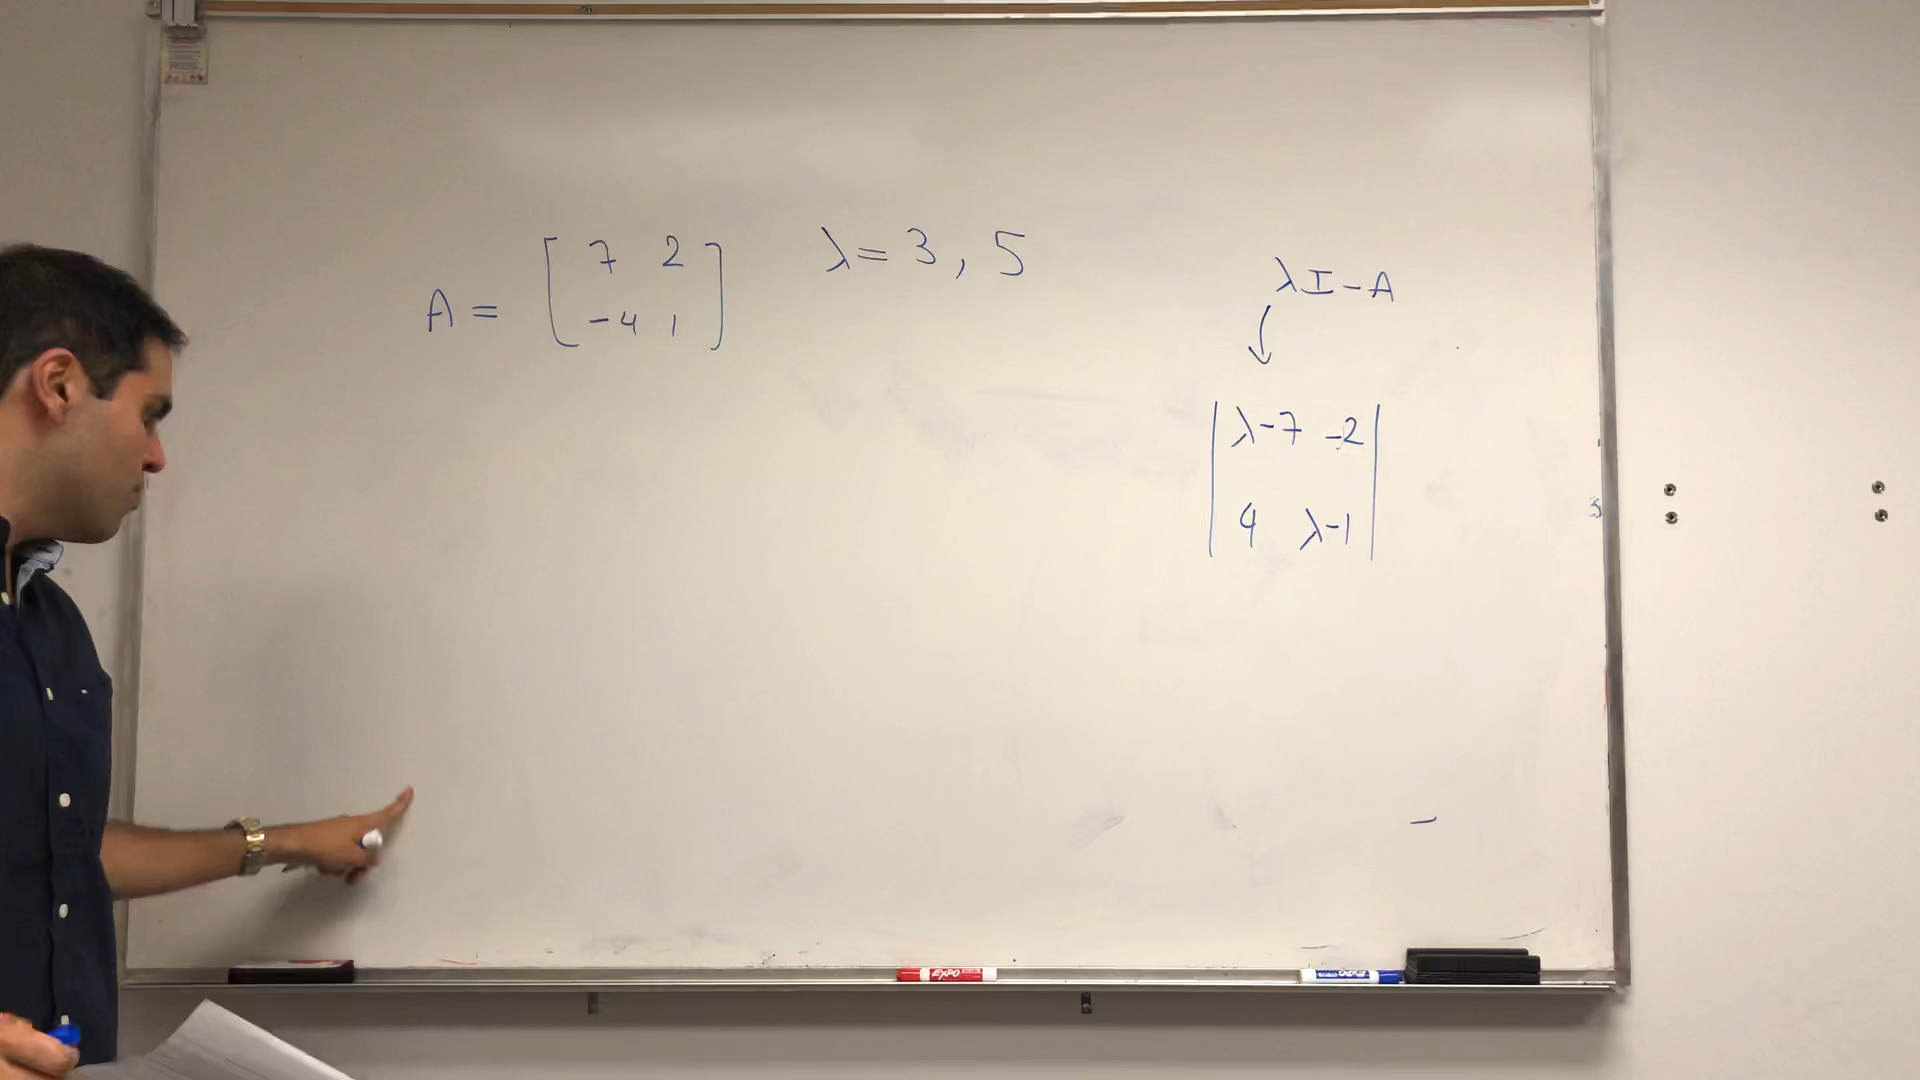 A = [ 7 2
-4 1 ]
λ = 3, 5
λI - A
↓
| λ-7 -2 |
| 4 λ-1 |
-
EXPO
EXPO